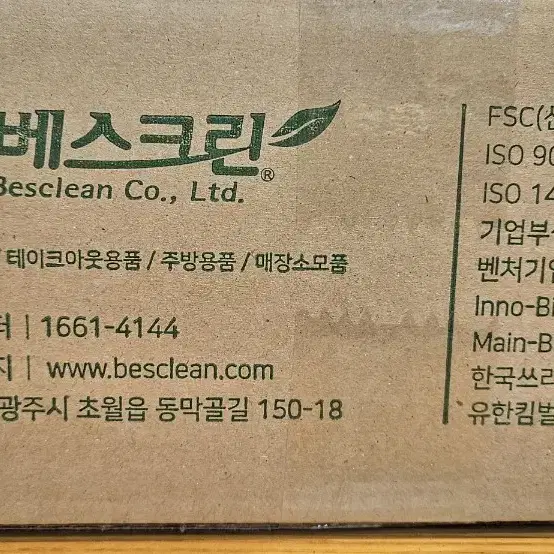 베스크린®
Besclean Co., Ltd.
/ 테이크아웃용품 / 주방용품 / 매장소모품
| 1661-4144
| www.besclean.com
광주시 초월읍 동막골길 150-18
FSC(
ISO 90
ISO 14
기업부
벤처기업
Inno-Bi
Main-B
한국쓰리
유한킴벌